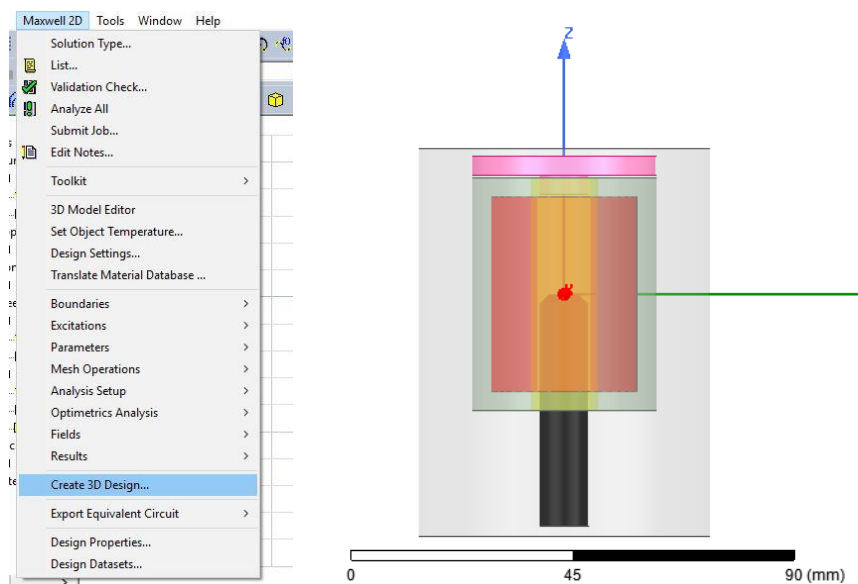 Maxwell 2D Tools Window Help
Solution Type...
List...
Validation Check...
Analyze All
Submit Job...
Edit Notes...
Toolkit
3D Model Editor
Set Object Temperature...
Design Settings...
Translate Material Database ...
Boundaries
Excitations
Parameters
Mesh Operations
Analysis Setup
Optimetrics Analysis
Fields
Results
Create 3D Design...
Export Equivalent Circuit
Design Properties...
Design Datasets...
Z
0 45 90 (mm)